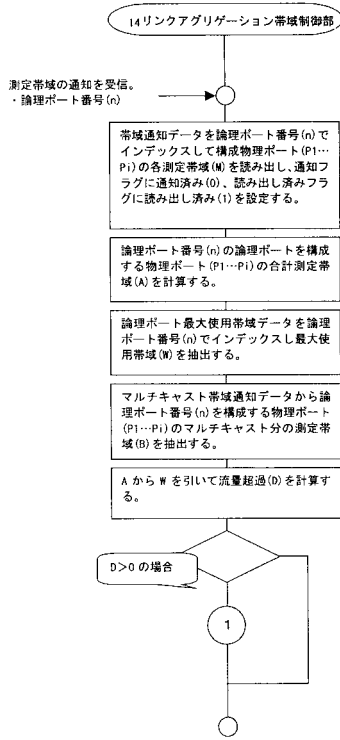 14リンクアグリゲーション帯域制御部
測定帯域の通知を受信。
・論理ポート番号(n)
帯域通知データを論理ポート番号(n)で
インデックスして構成物理ポート(P1…
Pi)の各測定帯域(M)を読み出し、通知フ
ラグに通知済み(0)、読み出し済みフラ
グに読み出し済み(1)を設定する。
論理ポート番号(n)の論理ポートを構成
する物理ポート(P1…Pi)の合計測定帯
域(A)を計算する。
論理ポート最大使用帯域データを論理
ポート番号(n)でインデックスし最大使
用帯域(W)を抽出する。
マルチキャスト帯域通知データから論
理ポート番号(n)を構成する物理ポート
(P1…Pi)のマルチキャスト分の測定帯
域(B)を抽出する。
AからWを引いて流量超過(D)を計算す
る。
D>0の場合
1